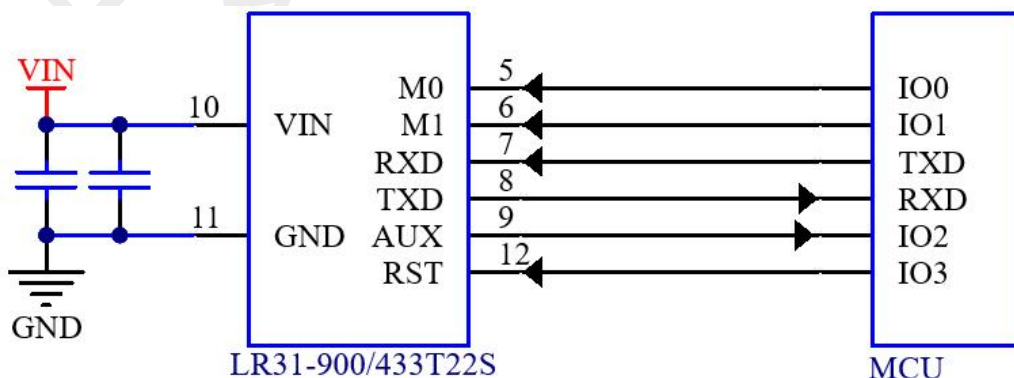 VIN
10
11
GND
VIN
GND
M0
M1
RXD
TXD
AUX
RST
5
6
7
8
9
12
IO0
IO1
TXD
RXD
IO2
IO3
LR31-900/433T22S
MCU